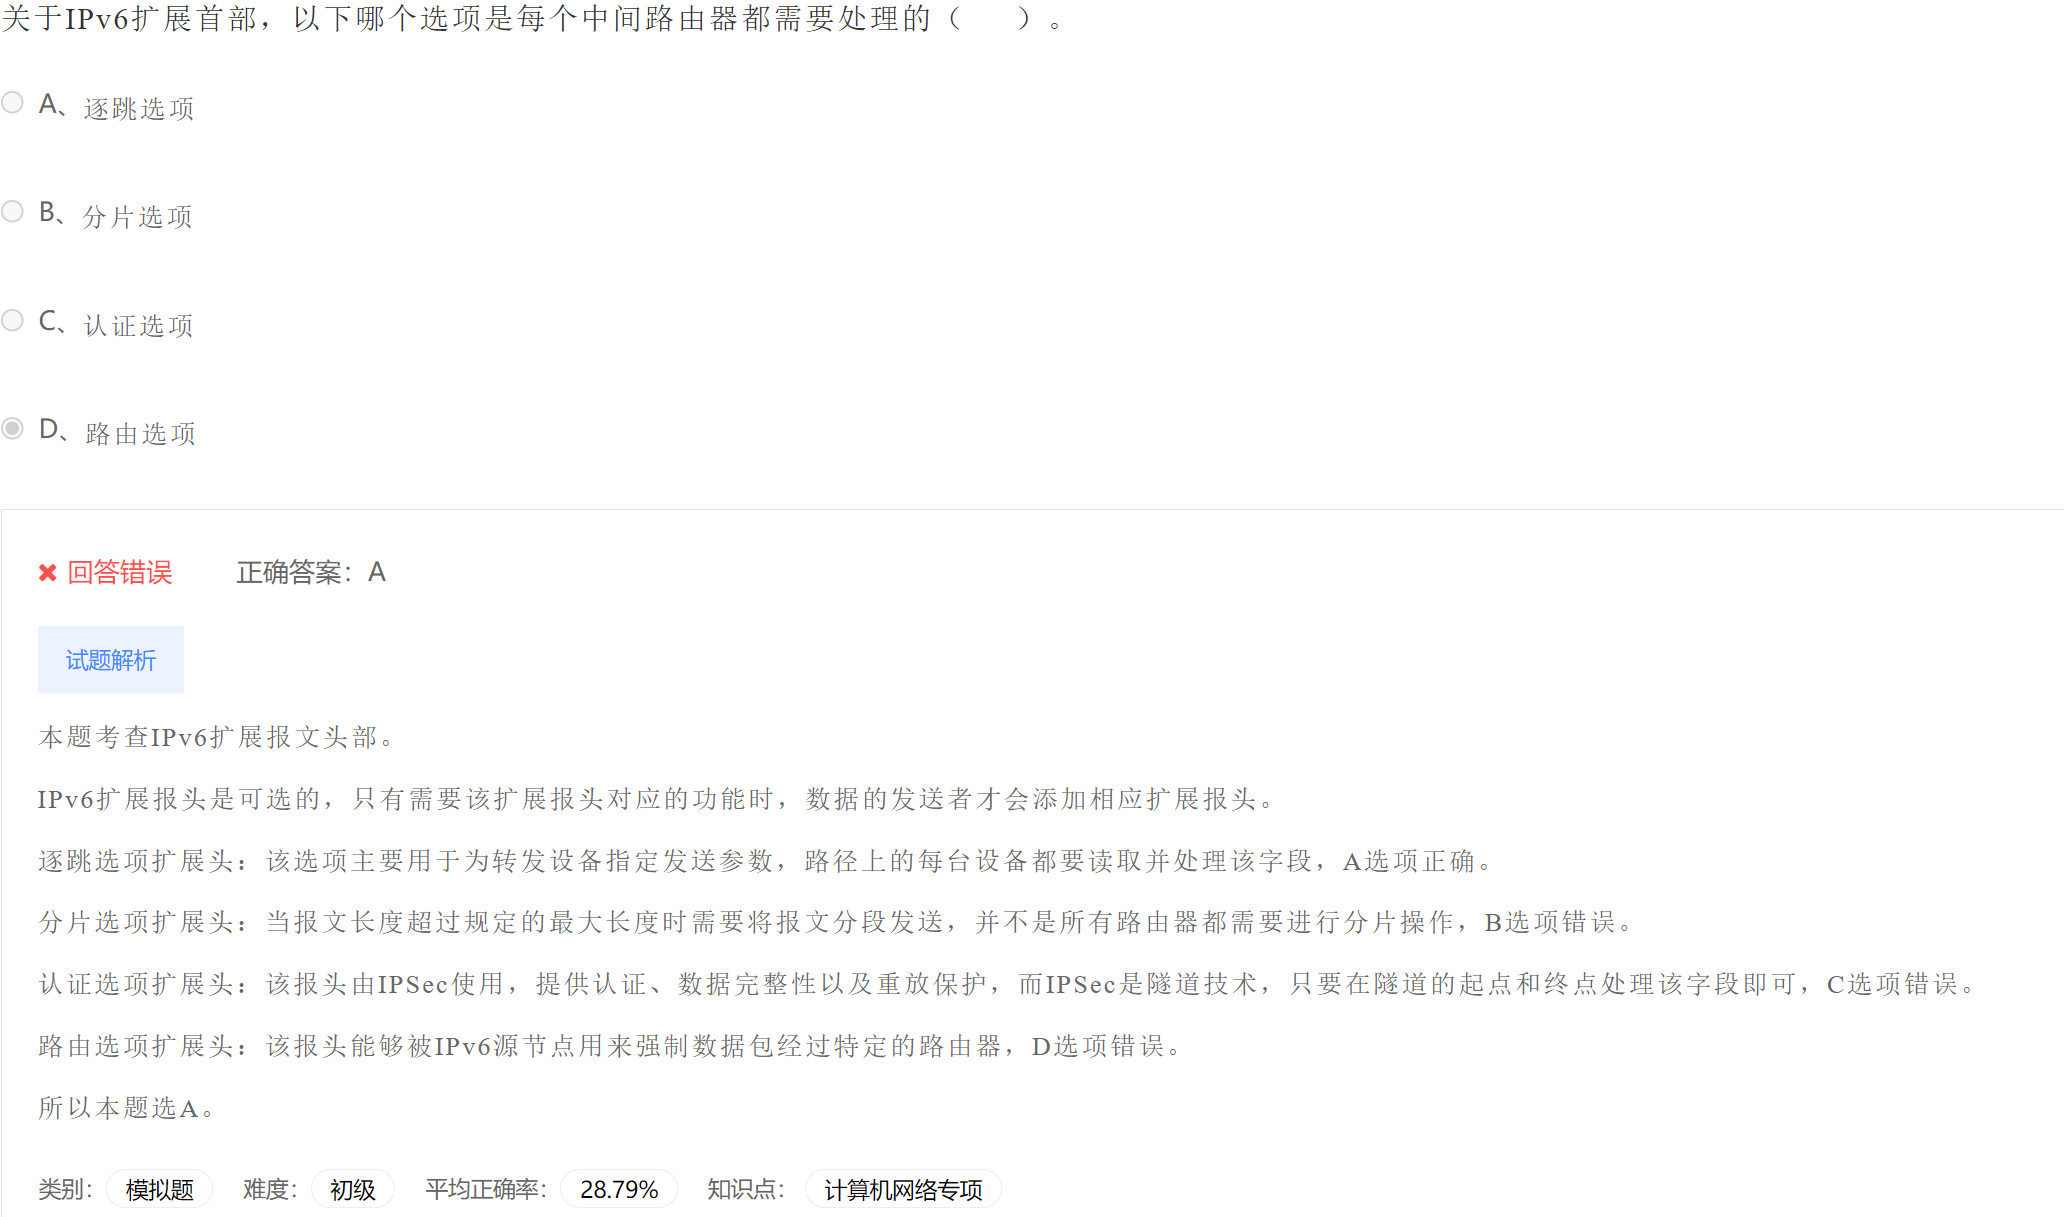 关于IPv6扩展首部，以下哪个选项是每个中间路由器都需要处理的（　　）。
A、逐跳选项
B、分片选项
C、认证选项
D、路由选项
✖ 回答错误 正确答案：A
试题解析
本题考查IPv6扩展报文头部。
IPv6扩展报头是可选的，只有需要该扩展报头对应的功能时，数据的发送者才会添加相应扩展报头。
逐跳选项扩展头：该选项主要用于为转发设备指定发送参数，路径上的每台设备都要读取并处理该字段，A选项正确。
分片选项扩展头：当报文长度超过规定的最大长度时需要将报文分段发送，并不是所有路由器都需要进行分片操作，B选项错误。
认证选项扩展头：该报头由IPSec使用，提供认证、数据完整性以及重放保护，而IPSec是隧道技术，只要在隧道的起点和终点处理该字段即可，C选项错误。
路由选项扩展头：该报头能够被IPv6源节点用来强制数据包经过特定的路由器，D选项错误。
所以本题选A。
类别： 模拟题 难度： 初级 平均正确率： 28.79% 知识点： 计算机网络专项